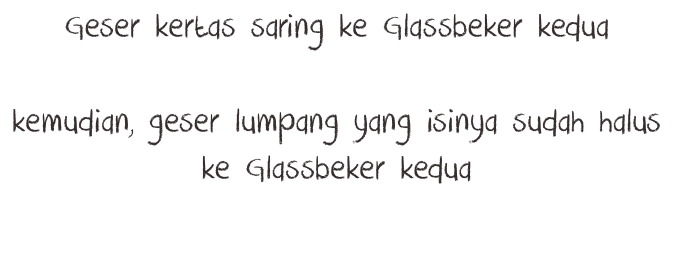 Geser kertas saring ke Glassbeker kedua
kemudian, geser lumpang yang isinya sudah halus
ke Glassbeker kedua